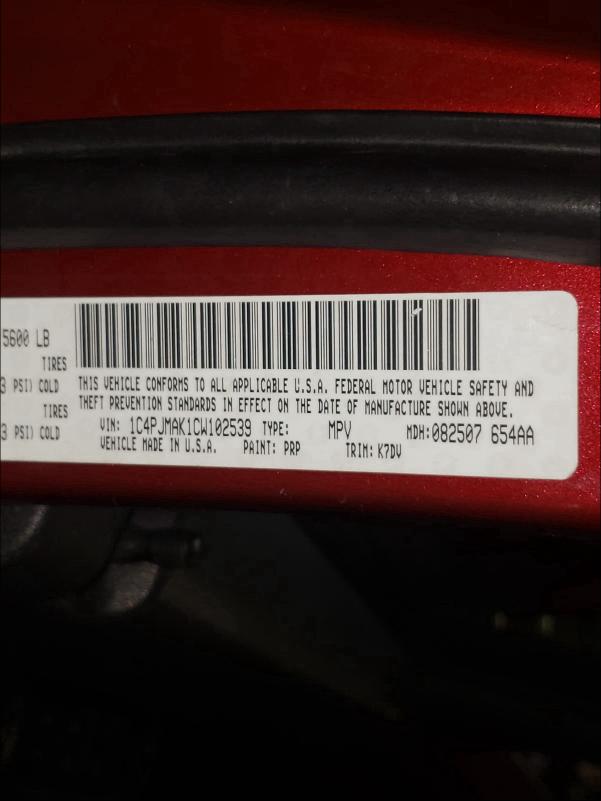 5600 LB
TIRES
3 PSI) COLD
THIS VEHICLE CONFORMS TO ALL APPLICABLE U.S.A. FEDERAL MOTOR VEHICLE SAFETY AND
TIRES
THEFT PREVENTION STANDARDS IN EFFECT ON THE DATE OF MANUFACTURE SHOWN ABOVE.
3 PSI) COLD
VIN: 1C4PJMAK1CW102539 TYPE: MPV MDH:082507 654AA
VEHICLE MADE IN U.S.A. PAINT: PRP TRIM: K7DV